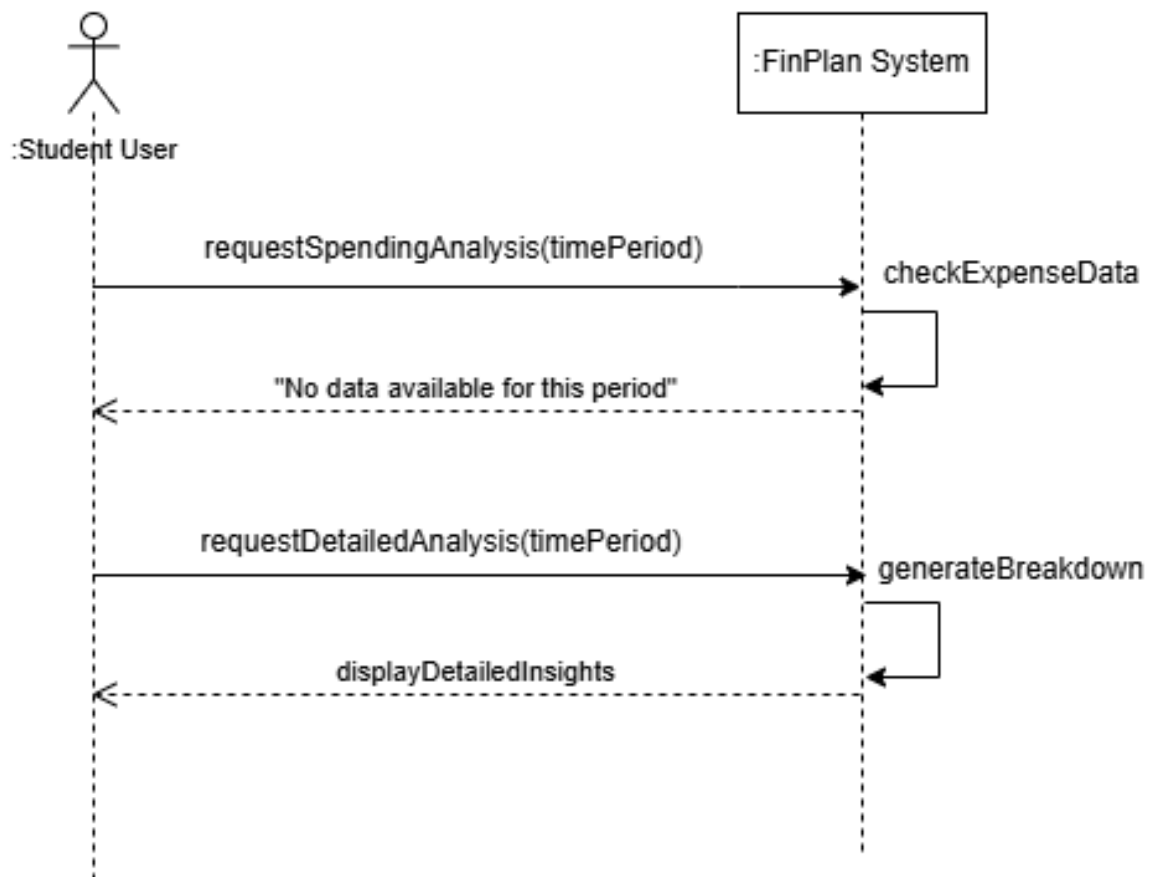 :FinPlan System
:Student User
requestSpendingAnalysis(timePeriod)
checkExpenseData
"No data available for this period"
requestDetailedAnalysis(timePeriod)
generateBreakdown
displayDetailedInsights